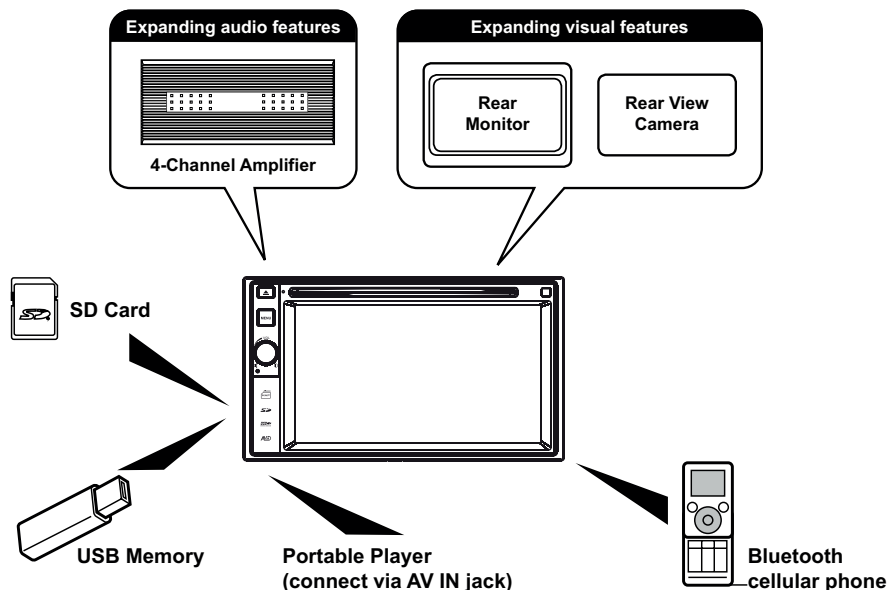 Expanding audio features
Expanding visual features
4-Channel Amplifier
Rear
Monitor
Rear View
Camera
SD Card
MENU
USB Memory
Portable Player
(connect via AV IN jack)
Bluetooth
cellular phone